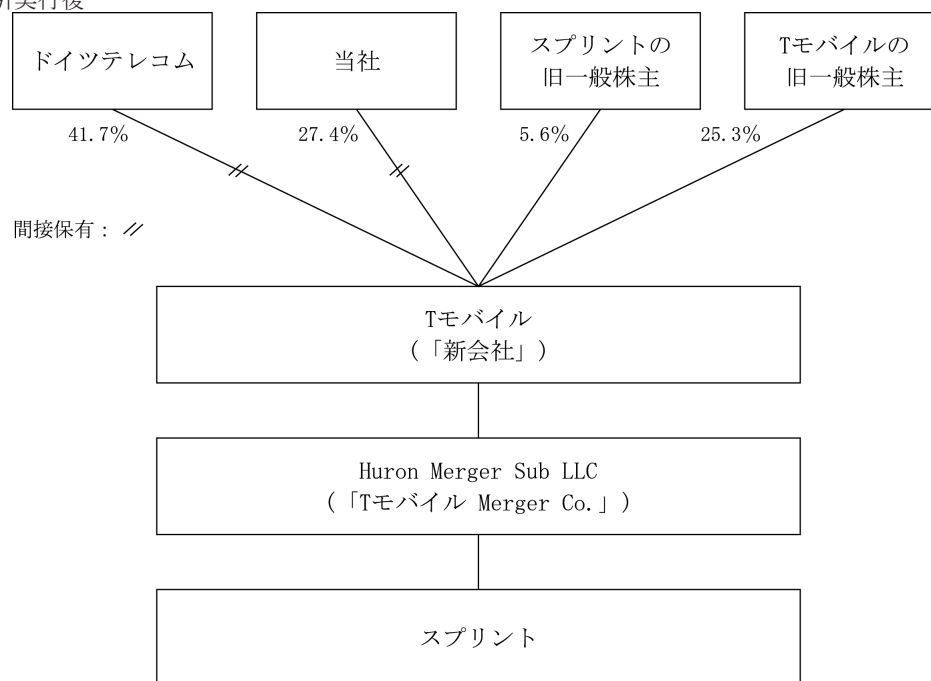 実行後
ドイツテレコム
当社
スプリントの
旧一般株主
Tモバイルの
旧一般株主
41.7%
27.4%
5.6%
25.3%
間接保有:
Tモバイル
(「新会社」)
Huron Merger Sub LLC
(「Tモバイル Merger Co.」)
スプリント